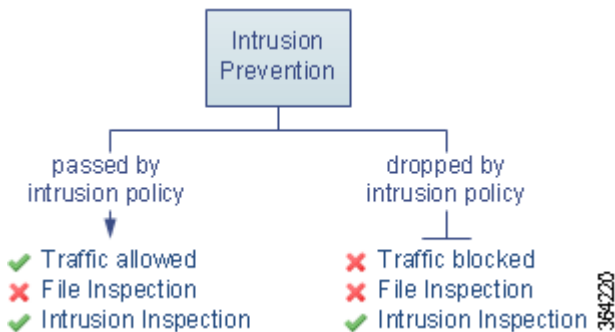 Intrusion
Prevention
passed by
intrusion policy
dropped by
intrusion policy
Traffic allowed
File Inspection
Intrusion Inspection
Traffic blocked
File Inspection
Intrusion Inspection
364220